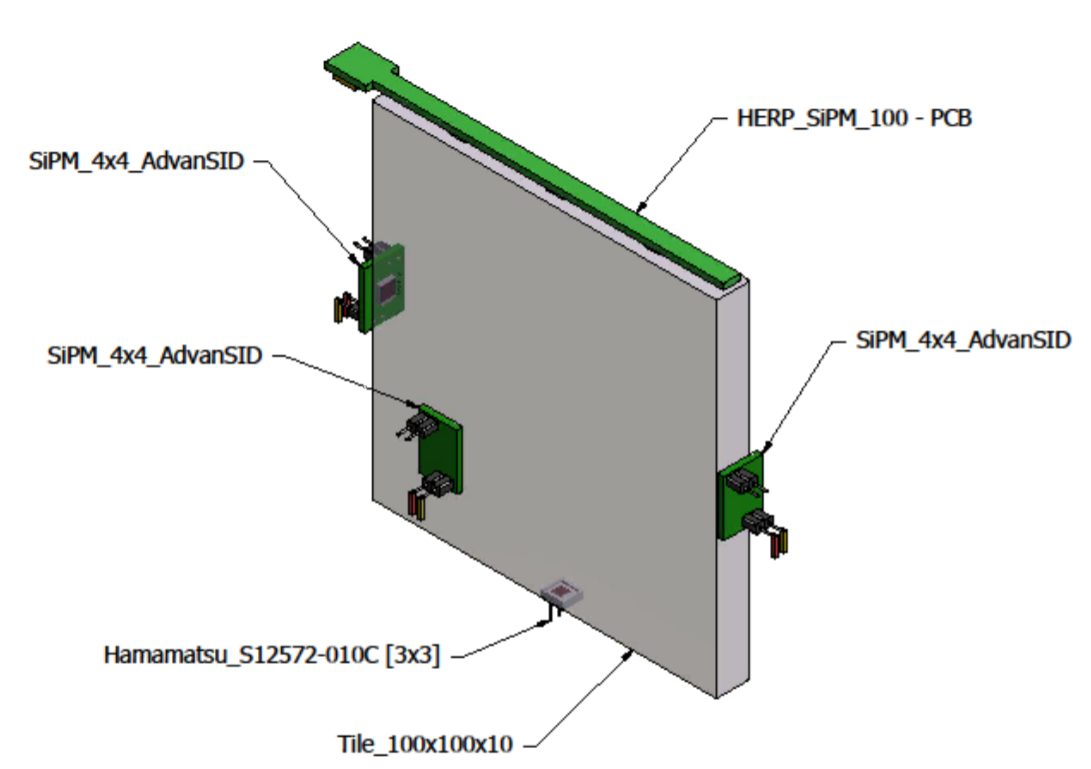 HERP_SiPM_100 - PCB
SiPM_4x4_AdvanSID
SiPM_4x4_AdvanSID
SiPM_4x4_AdvanSID
Hamamatsu_S12572-010C [3x3]
Tile_100x100x10